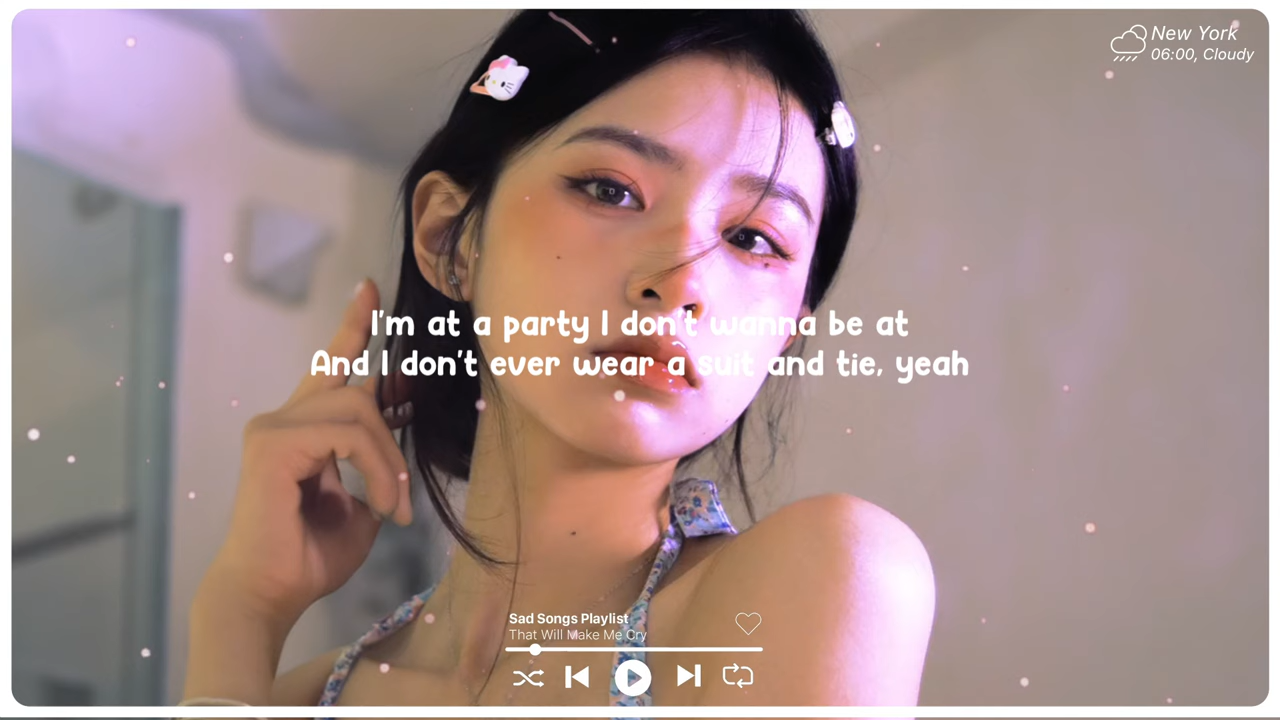 New York
06:00, Cloudy
I'm at a party I don't wanna be at
And I don't ever wear a suit and tie, yeah
Sad Songs Playlist
That Will Make Me Cry